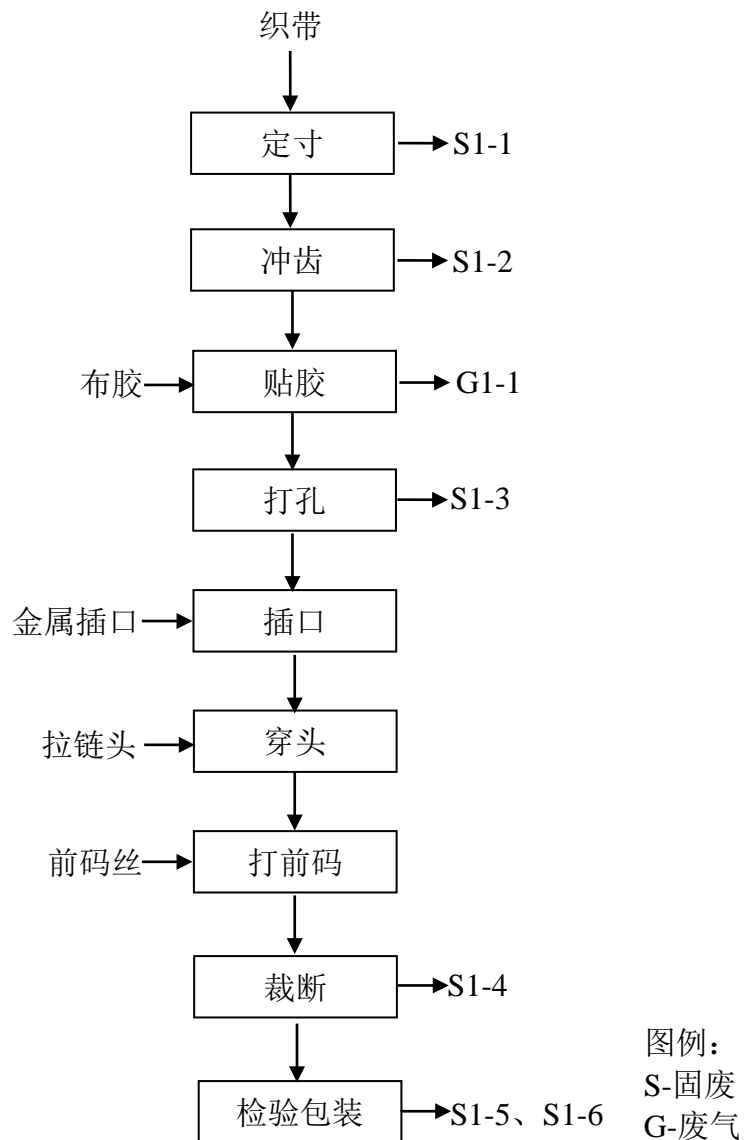 织带
定寸
S1-1
冲齿
S1-2
布胶
贴胶
G1-1
打孔
S1-3
金属插口
插口
拉链头
穿头
前码丝
打前码
裁断
S1-4
检验包装
S1-5、S1-6
图例：
S-固废
G-废气